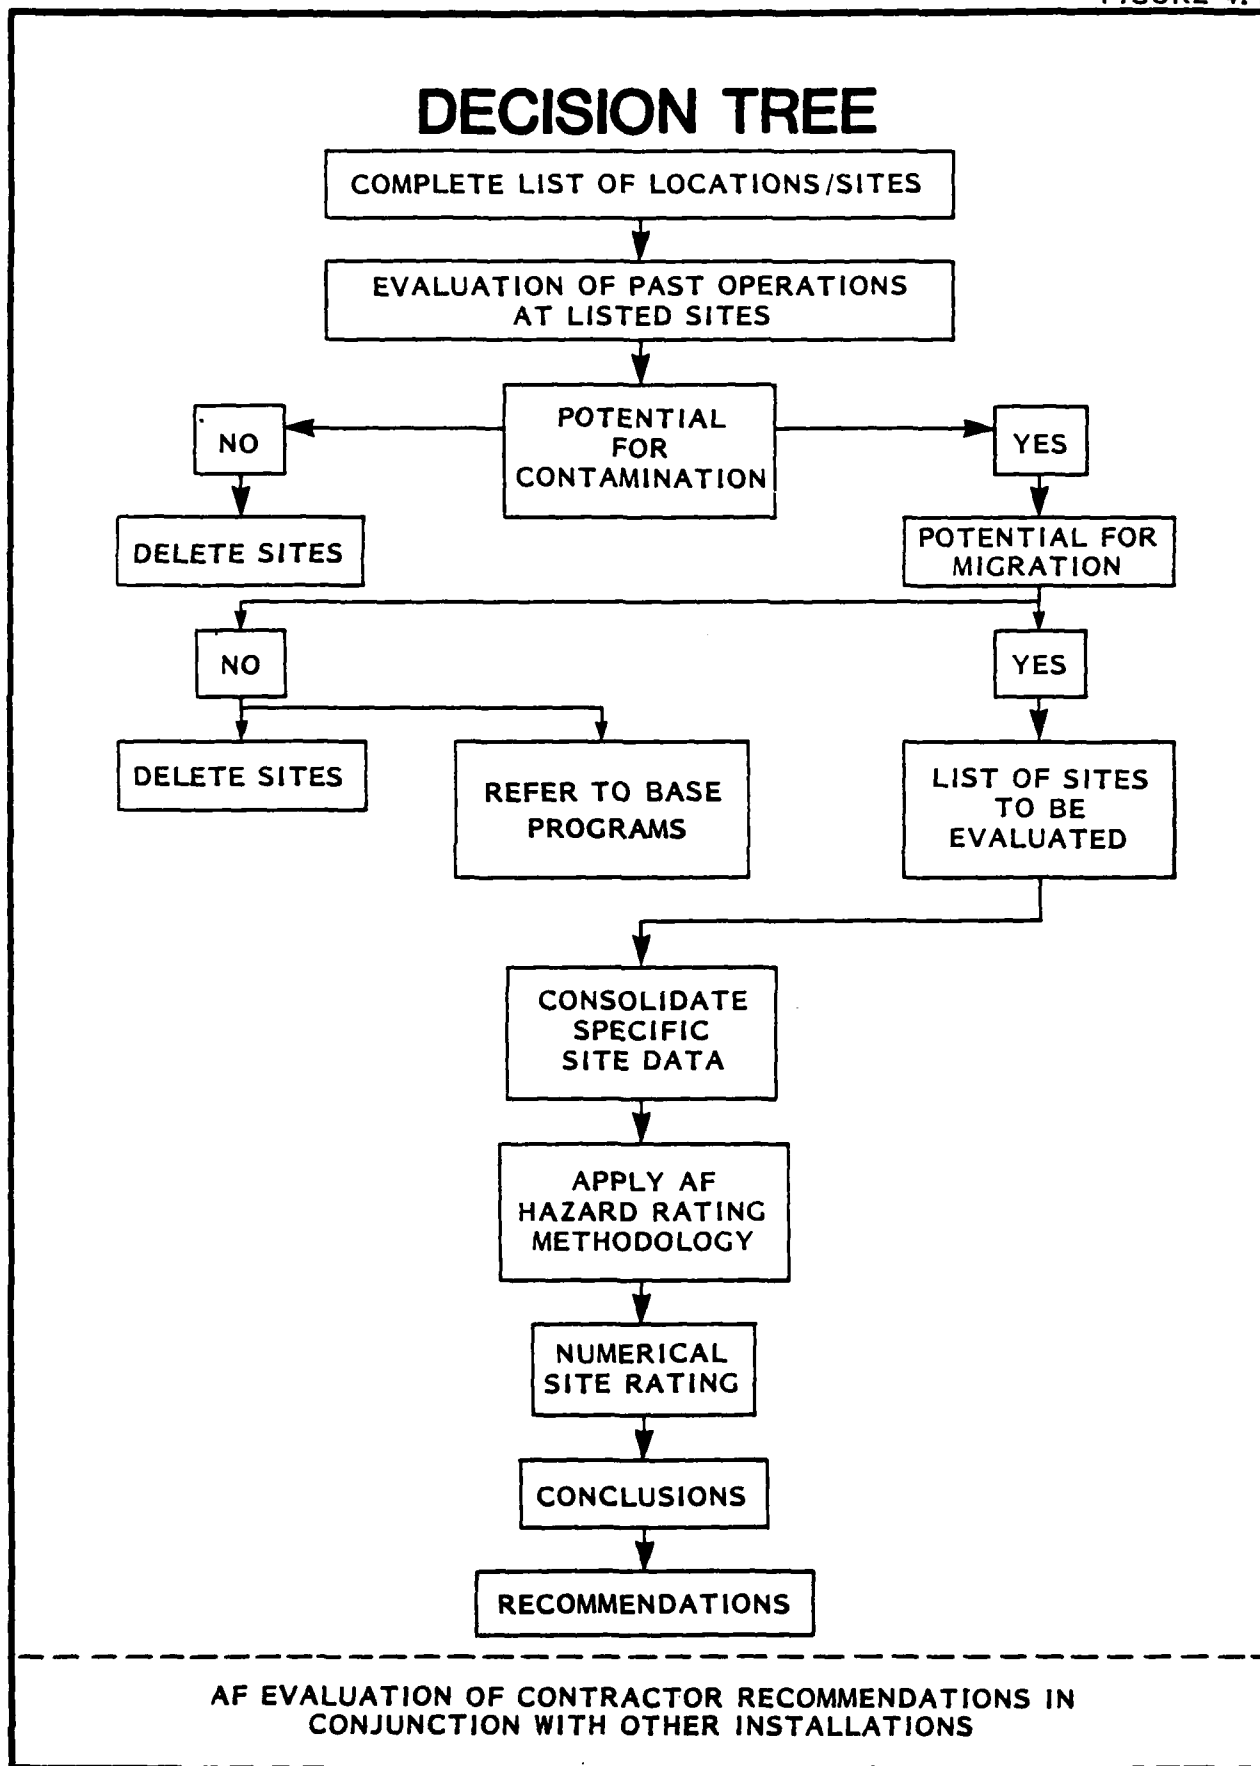 DECISION TREE
COMPLETE LIST OF LOCATIONS/SITES
EVALUATION OF PAST OPERATIONS
AT LISTED SITES
POTENTIAL
FOR
CONTAMINATION
NO
YES
DELETE SITES
POTENTIAL FOR
MIGRATION
NO
YES
DELETE SITES
REFER TO BASE
PROGRAMS
LIST OF SITES
TO BE
EVALUATED
CONSOLIDATE
SPECIFIC
SITE DATA
APPLY AF
HAZARD RATING
METHODOLOGY
NUMERICAL
SITE RATING
CONCLUSIONS
RECOMMENDATIONS
AF EVALUATION OF CONTRACTOR RECOMMENDATIONS IN
CONJUNCTION WITH OTHER INSTALLATIONS